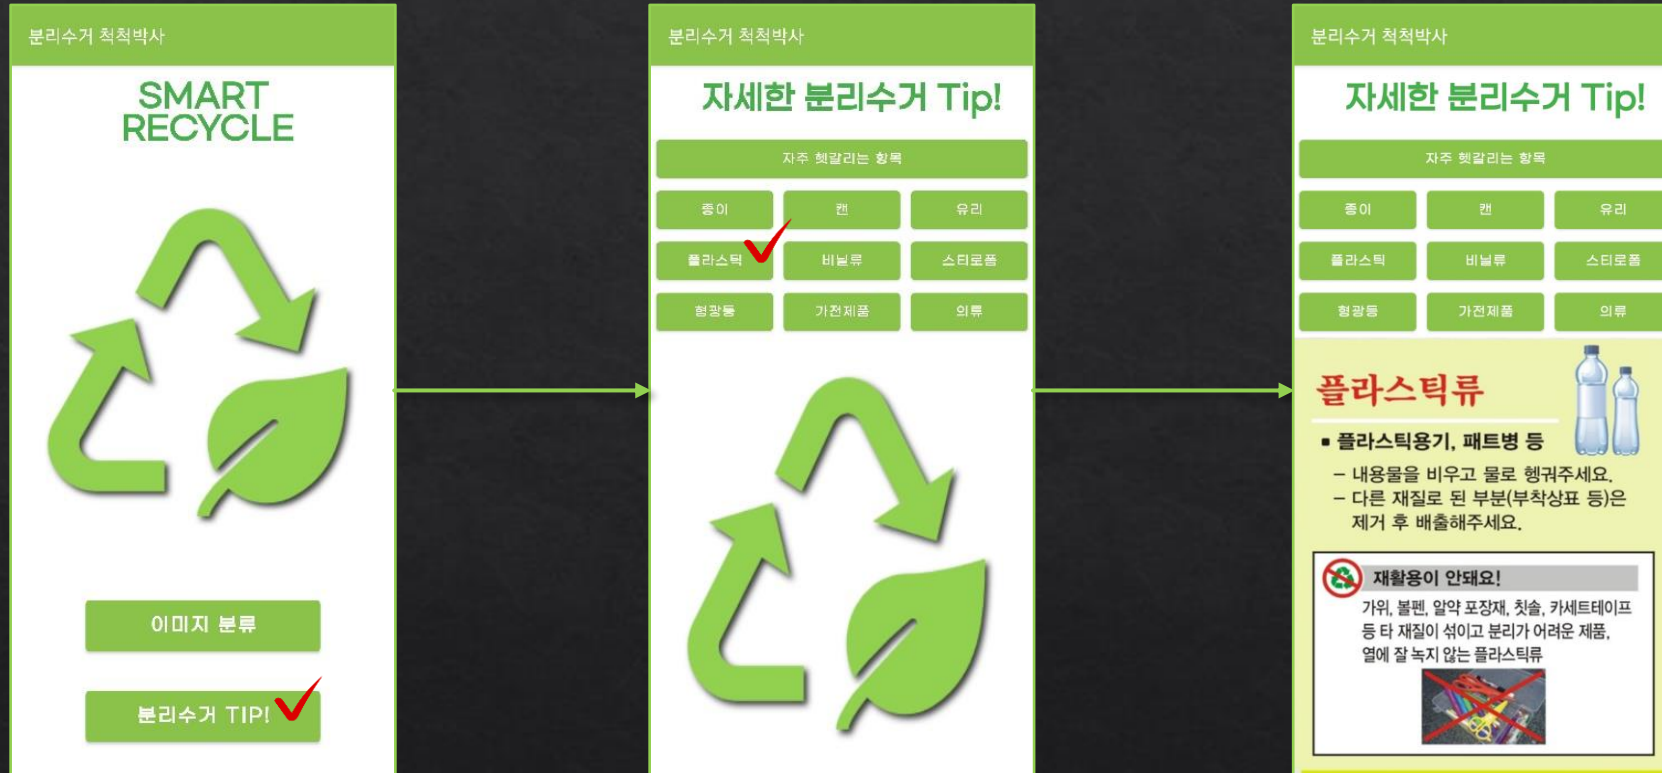 분리수거 척척박사
SMART
RECYCLE
이미지 분류
분리수거 TIP!
분리수거 척척박사
자세한 분리수거 Tip!
자주 헷갈리는 항목
종이 캔 유리
플라스틱 비닐류 스티로폼
형광등 가전제품 의류
분리수거 척척박사
자세한 분리수거 Tip!
자주 헷갈리는 항목
종이 캔 유리
플라스틱 비닐류 스티로폼
형광등 가전제품 의류
플라스틱류
▪ 플라스틱용기, 패트병 등
– 내용물을 비우고 물로 헹궈주세요.
– 다른 재질로 된 부분(부착상표 등)은
제거 후 배출해주세요.
재활용이 안돼요!
가위, 볼펜, 알약 포장재, 칫솔, 카세트테이프
등 타 재질이 섞이고 분리가 어려운 제품,
열에 잘 녹지 않는 플라스틱류